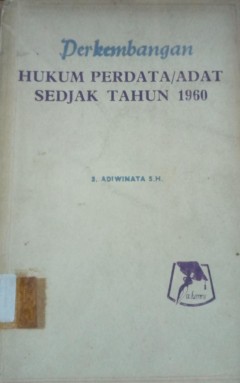 Perkembangan
HUKUM PERDATA/ADAT
SEDJAK TAHUN 1960
S. ADIWINATA S.H.